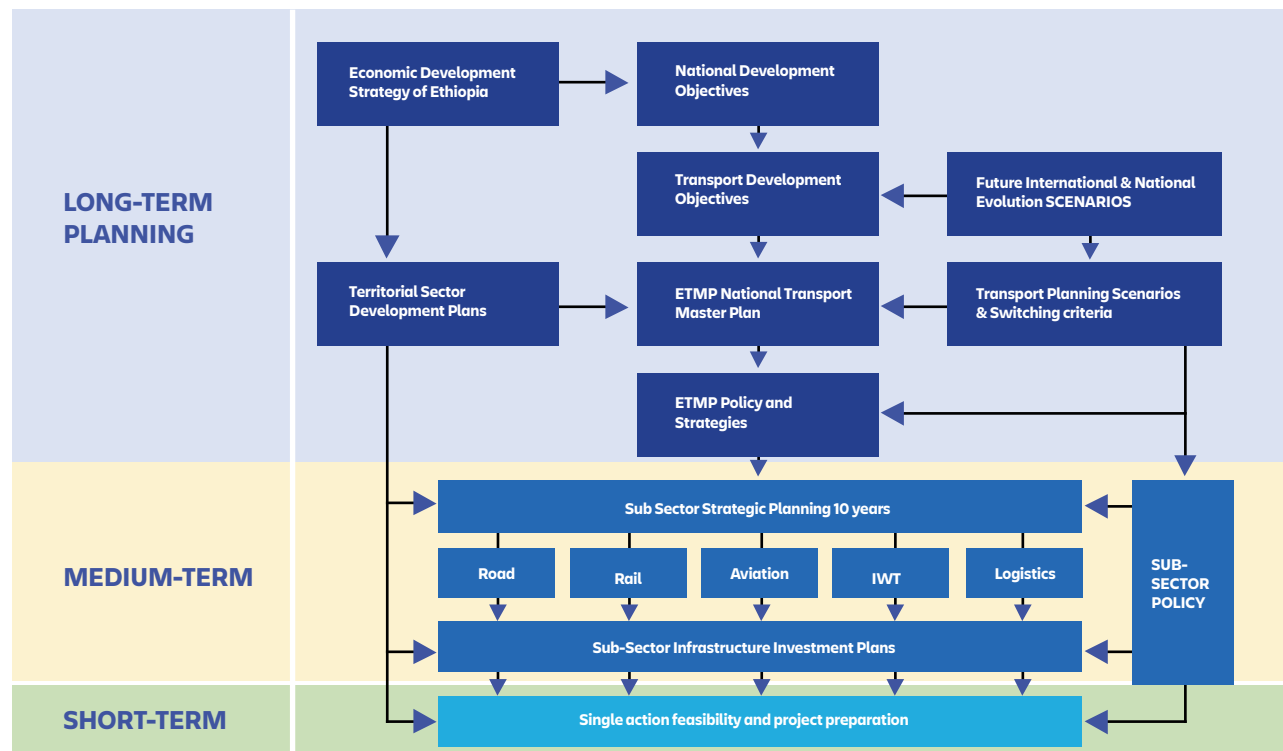 LONG-TERM
PLANNING
Economic Development
Strategy of Ethiopia
National Development
Objectives
Transport Development
Objectives
Future International & National
Evolution SCENARIOS
Territorial Sector
Development Plans
ETMP National Transport
Master Plan
Transport Planning Scenarios
& Switching criteria
ETMP Policy and
Strategies
MEDIUM-TERM
Sub Sector Strategic Planning 10 years
Road
Rail
Aviation
IWT
Logistics
SUB-
SECTOR
POLICY
Sub-Sector Infrastructure Investment Plans
SHORT-TERM
Single action feasibility and project preparation